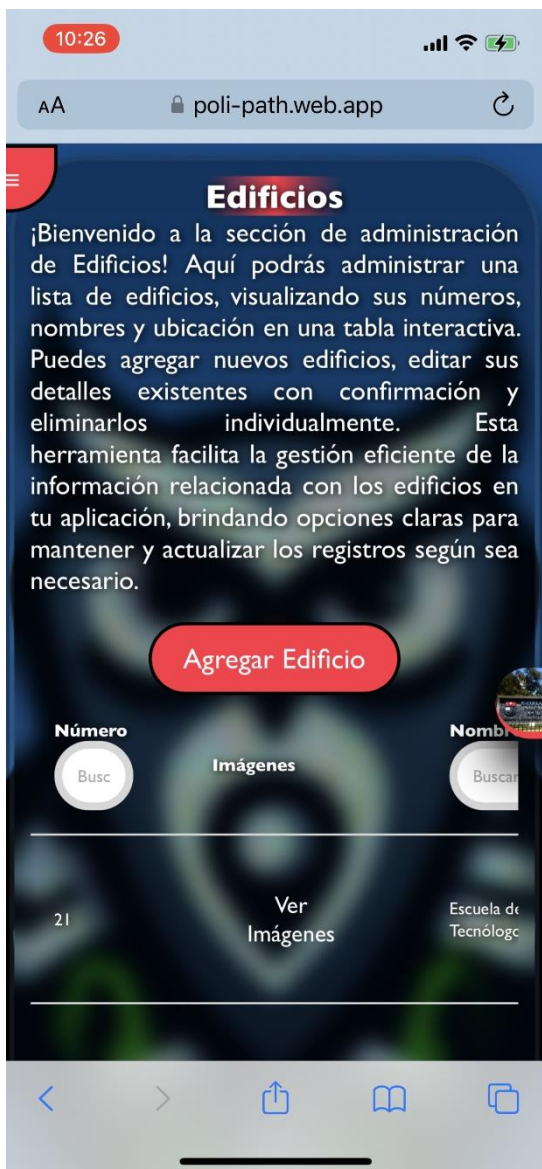 10:26
AA poli-path.web.app
Edificios
¡Bienvenido a la sección de administración
de Edificios! Aquí podrás administrar una
lista de edificios, visualizando sus números,
nombres y ubicación en una tabla interactiva.
Puedes agregar nuevos edificios, editar sus
detalles existentes con confirmación y
eliminarlos individualmente. Esta
herramienta facilita la gestión eficiente de la
información relacionada con los edificios en
tu aplicación, brindando opciones claras para
mantener y actualizar los registros según sea
necesario.
Agregar Edificio
Número Imágenes Nombr
Busc Buscar
21 Ver Imágenes Escuela de
Tecnólogo